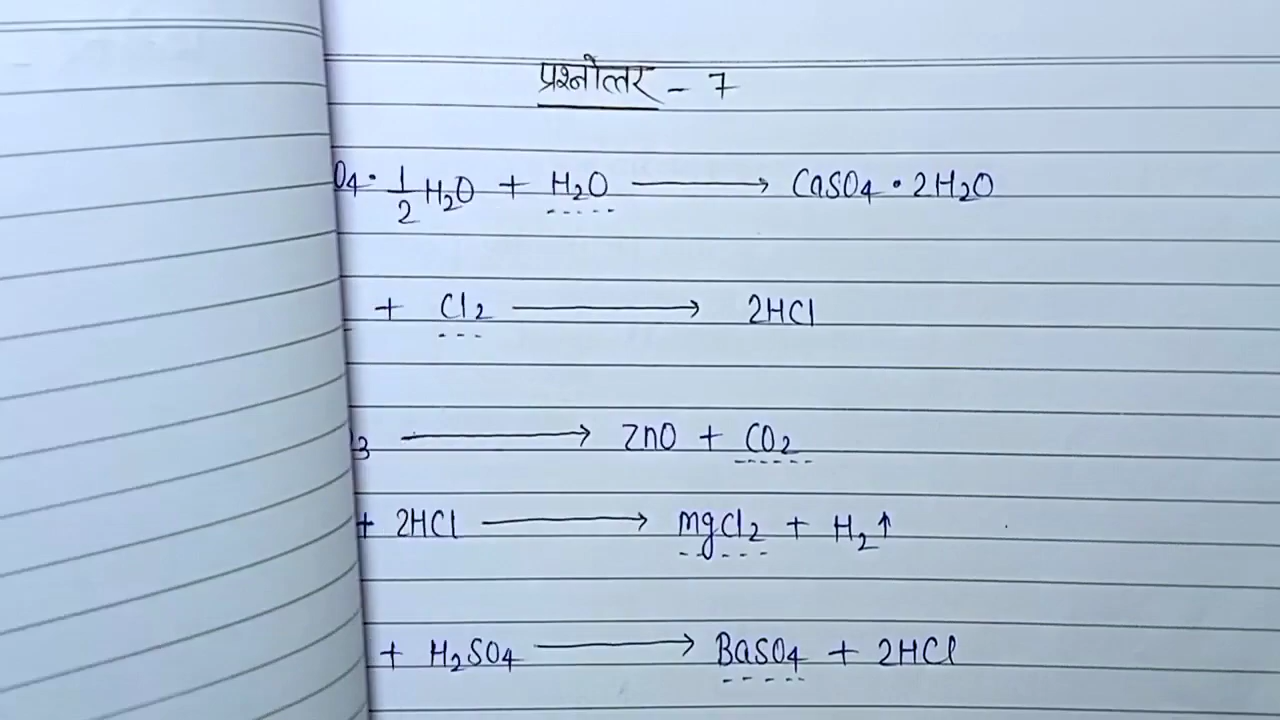 प्रश्नोत्तर - 7
O4 · 1/2 H2O + H2O ⟶ CaSO4 · 2H2O
+ Cl2 ⟶ 2HCl
3 ⟶ ZnO + CO2
+ 2HCl ⟶ MgCl2 + H2↑
+ H2SO4 ⟶ BaSO4 + 2HCl